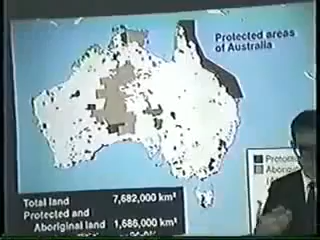 Protected areas
of Australia
Total land 7,682,000 km²
Protected and
Aboriginal land 1,686,000 km²